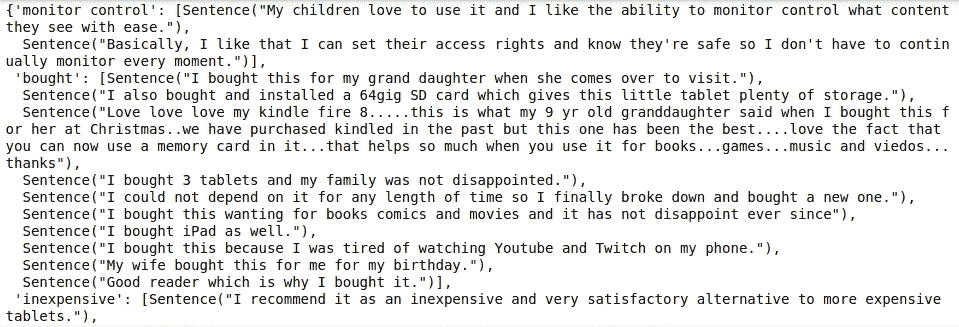 {'monitor control': [Sentence("My children love to use it and I like the ability to monitor control what content
they see with ease."),
  Sentence("Basically, I like that I can set their access rights and know they're safe so I don't have to contin
ually monitor every moment.")],
 'bought': [Sentence("I bought this for my grand daughter when she comes over to visit."),
  Sentence("I also bought and installed a 64gig SD card which gives this little tablet plenty of storage."),
  Sentence("Love love love my kindle fire 8.....this is what my 9 yr old granddaughter said when I bought this f
or her at Christmas..we have purchased kindled in the past but this one has been the best....love the fact that
you can now use a memory card in it...that helps so much when you use it for books...games...music and viedos...
thanks"),
  Sentence("I bought 3 tablets and my family was not disappointed."),
  Sentence("I could not depend on it for any length of time so I finally broke down and bought a new one."),
  Sentence("I bought this wanting for books comics and movies and it has not disappoint ever since"),
  Sentence("I bought iPad as well."),
  Sentence("I bought this because I was tired of watching Youtube and Twitch on my phone."),
  Sentence("My wife bought this for me for my birthday."),
  Sentence("Good reader which is why I bought it.")],
 'inexpensive': [Sentence("I recommend it as an inexpensive and very satisfactory alternative to more expensive
tablets."),